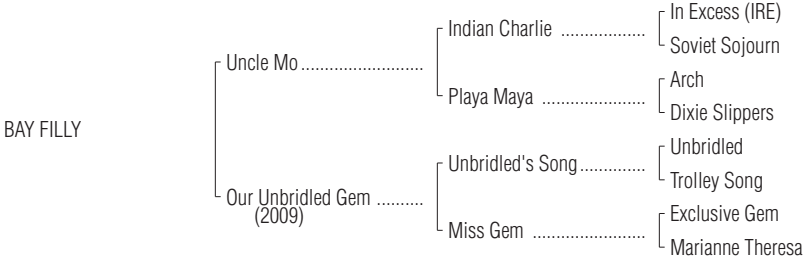 In Excess (IRE)
Indian Charlie ...................
Soviet Sojourn
Uncle Mo..........................
Arch
Playa Maya ......................
Dixie Slippers
BAY FILLY
Unbridled
Unbridled's Song..............
Trolley Song
Our Unbridled Gem ..........
(2009)
Exclusive Gem
Miss Gem ........................
Marianne Theresa